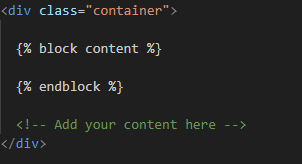 <div class="container">
{% block content %}
{% endblock %}
<!-- Add your content here -->
</div>